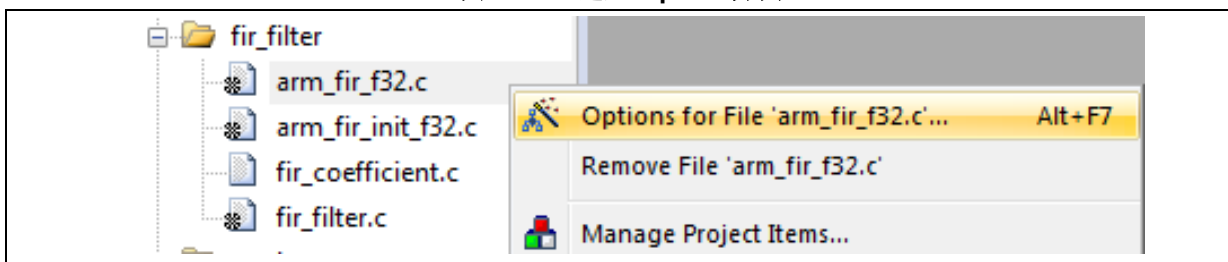 fir_filter
arm_fir_f32.c
arm_fir_init_f32.c
fir_coefficient.c
fir_filter.c
Options for File 'arm_fir_f32.c'... Alt+F7
Remove File 'arm_fir_f32.c'
Manage Project Items...